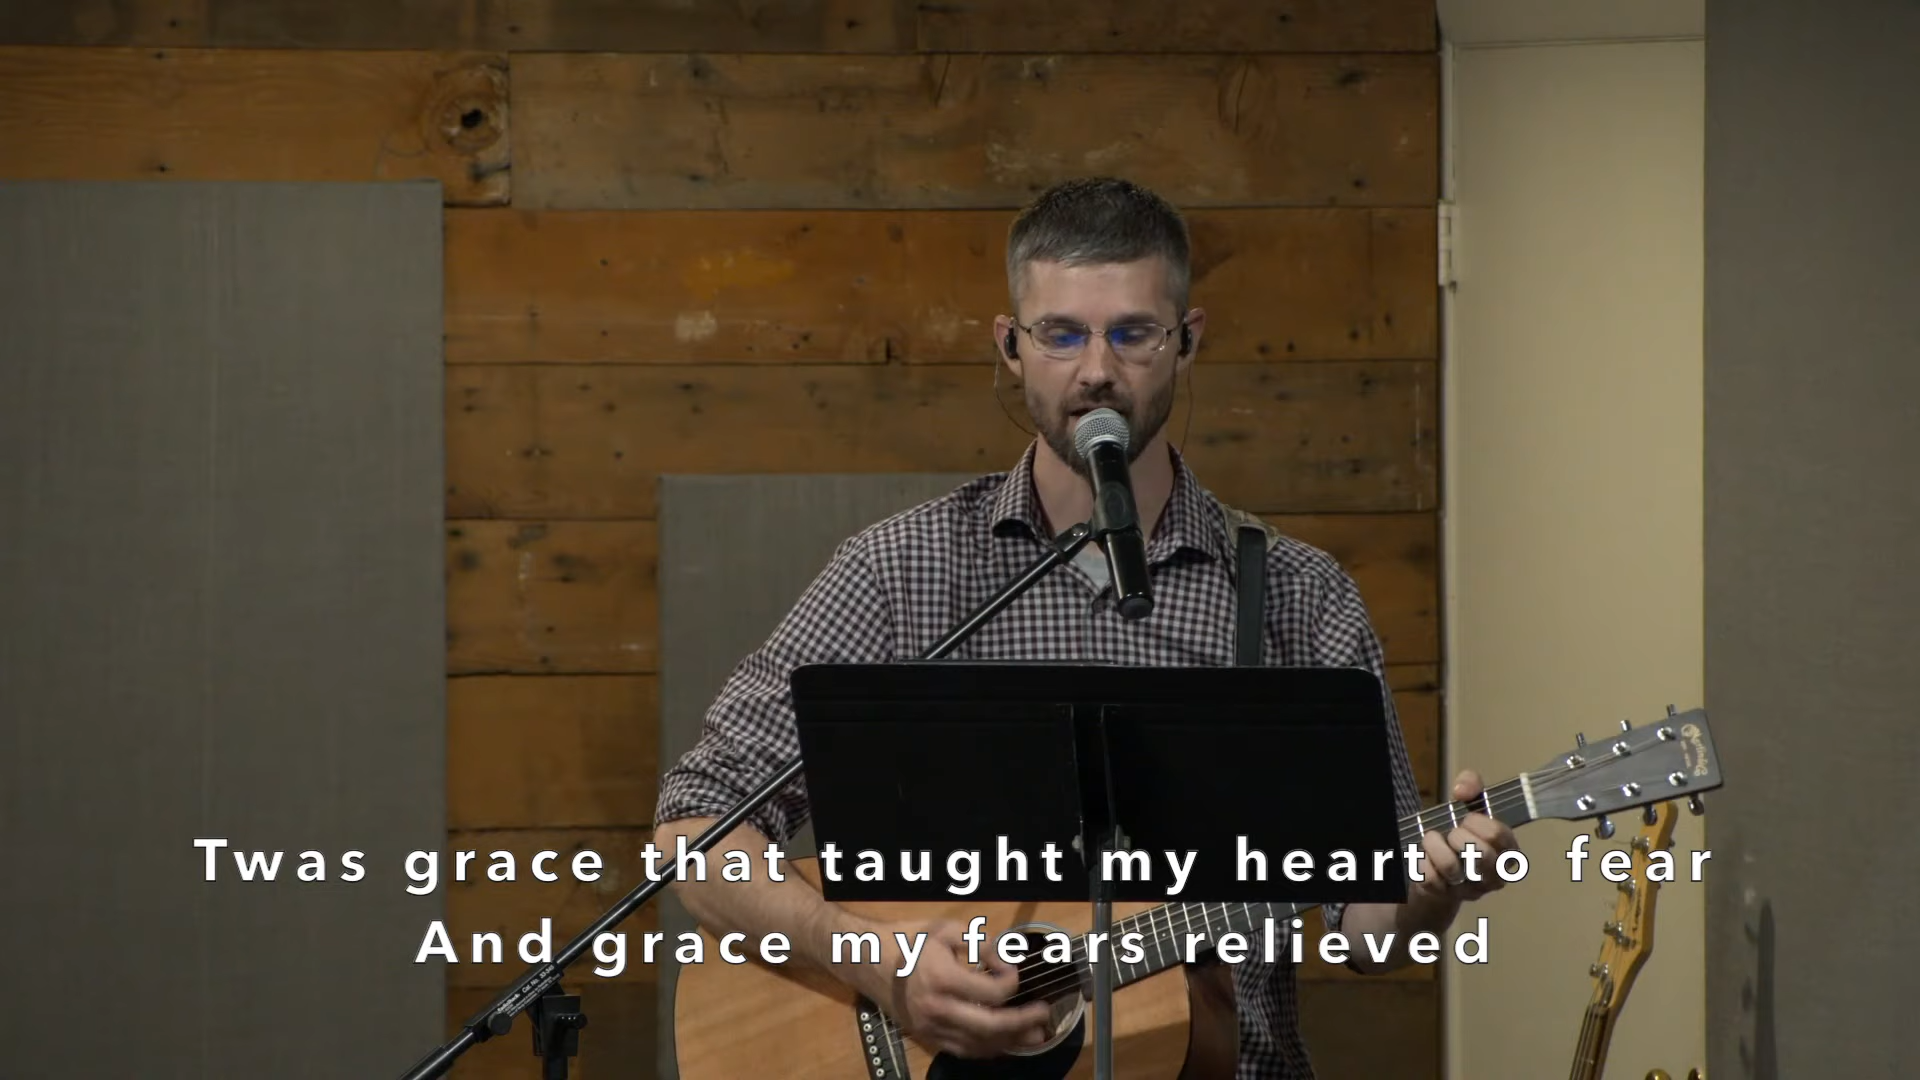 Twas grace that taught my heart to fear
And grace my fears relieved